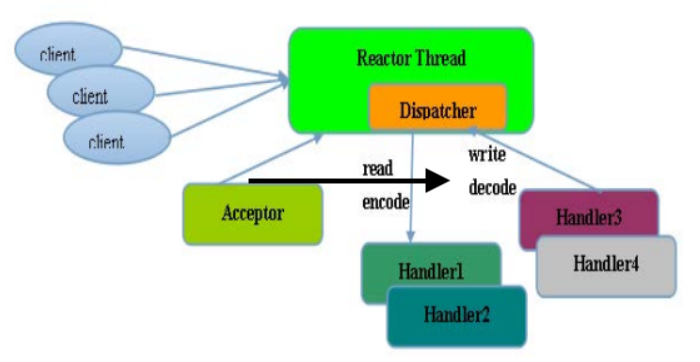 client
client
client
Reactor Thread
Dispatcher
read
encode
write
decode
Acceptor
Handler3
Handler4
Handler1
Handler2